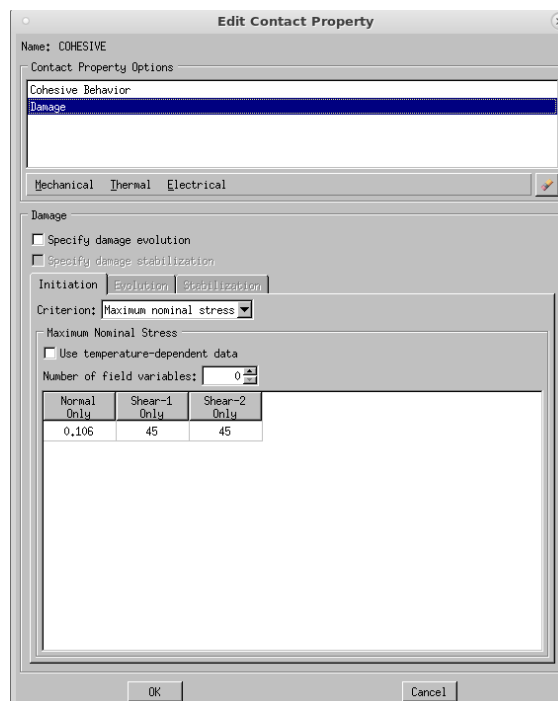 Edit Contact Property
Name: COHESIVE
Contact Property Options
Cohesive Behavior
Damage
Mechanical Thermal Electrical
Damage
Specify damage evolution
Specify damage stabilization
Initiation Evolution Stabilization
Criterion: Maximum nominal stress
Maximum Nominal Stress
Use temperature-dependent data
Number of field variables: 0
Normal Only Shear-1 Only Shear-2 Only
0.106 45 45
OK Cancel